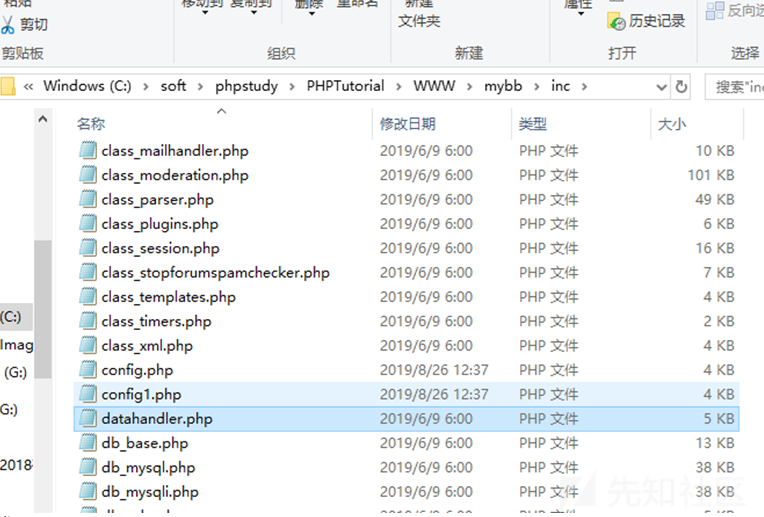 粘贴 移动到 复制到 删除 重命名 新建 属性
剪切 文件夹 历史记录 反向选
剪贴板 组织 新建 打开 选择
« Windows (C:) › soft › phpstudy › PHPTutorial › WWW › mybb › inc › 搜索"inc
名称 修改日期 类型 大小
class_mailhandler.php 2019/6/9 6:00 PHP 文件 10 KB
class_moderation.php 2019/6/9 6:00 PHP 文件 101 KB
class_parser.php 2019/6/9 6:00 PHP 文件 49 KB
class_plugins.php 2019/6/9 6:00 PHP 文件 6 KB
class_session.php 2019/6/9 6:00 PHP 文件 16 KB
class_stopforumspamchecker.php 2019/6/9 6:00 PHP 文件 7 KB
class_templates.php 2019/6/9 6:00 PHP 文件 4 KB
(C:) class_timers.php 2019/6/9 6:00 PHP 文件 2 KB
Imag class_xml.php 2019/6/9 6:00 PHP 文件 4 KB
(G:) config.php 2019/8/26 12:37 PHP 文件 4 KB
config1.php 2019/8/26 12:37 PHP 文件 4 KB
G:) datahandler.php 2019/6/9 6:00 PHP 文件 5 KB
db_base.php 2019/6/9 6:00 PHP 文件 13 KB
2018 db_mysql.php 2019/6/9 6:00 PHP 文件 38 KB
db_mysqli.php 2019/6/9 6:00 PHP 文件 38 KB
先知社区